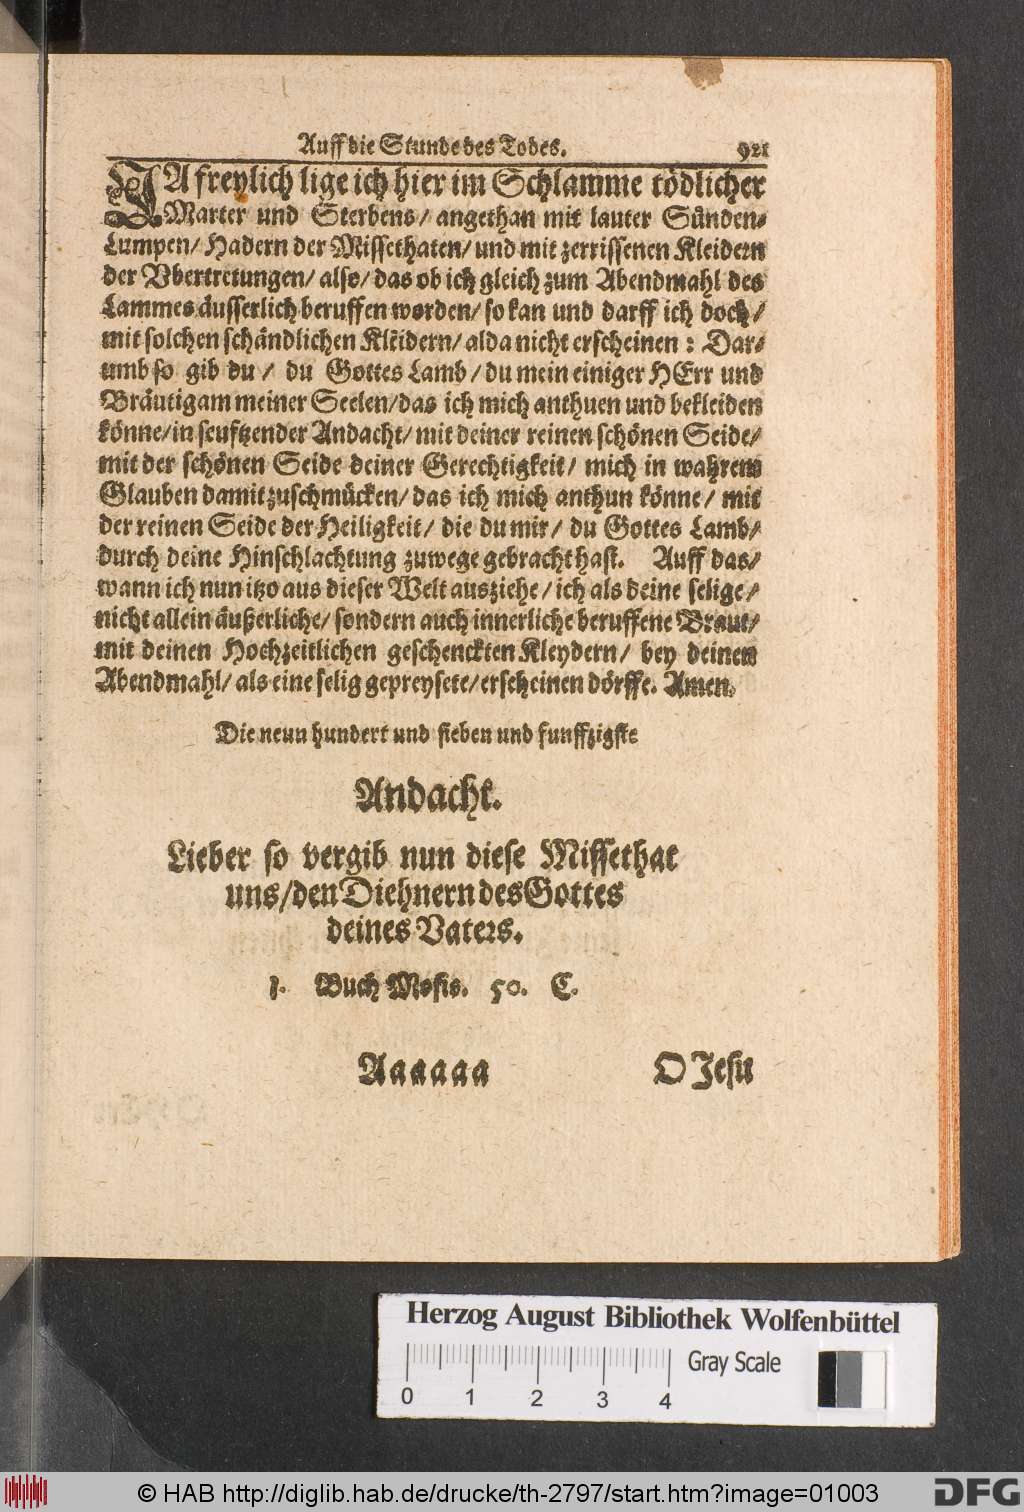 Auff die Stunde des Todes. 921
JA freylich lige ich hier im Schlamme tödlicher
Marter und Sterbens/ angethan mit lauter Sünden-
Lumpen/ Hadern der Missethaten/ und mit zerrissenen Kleidern
der Vbertretungen/ also/ das ob ich gleich zum Abendmahl des
Lammes äusserlich beruffen worden/ so kan und darff ich doch/
mit solchen schändlichen Kleidern/ alda nicht erscheinen: Dar-
umb so gib du/ du Gottes Lamb/ du mein einiger HErr und
Bräutigam meiner Seelen/ das ich mich anthuen und bekleiden
könne/ in seufftzender Andacht/ mit deiner reinen schönen Seide/
mit der schönen Seide deiner Gerechtigkeit/ mich in wahrem
Glauben damit zuschmücken/ das ich mich anthun könne/ mit
der reinen Seide der Heiligkeit/ die du mir/ du Gottes Lamb/
durch deine Hinschlachtung zuwege gebracht hast. Auff das/
wann ich nun itzo aus dieser Welt ausziehe/ ich als deine selige/
nicht allein äußerliche/ sondern auch innerliche beruffene Braut/
mit deinen Hochzeitlichen geschenckten Kleydern/ bey deinem
Abendmahl/ als eine selig gepreysete/ erscheinen dörffe. Amen.
Die neun hundert und sieben und funffzigste
Andacht.
Lieber so vergib nun diese Missethat
uns/ den Diehnern des Gottes
deines Vaters.
1. Buch Mosis. 50. C.
Aaaaaa O Jesu
Herzog August Bibliothek Wolfenbüttel
Gray Scale
0 1 2 3 4
© HAB http://diglib.hab.de/drucke/th-2797/start.htm?image=01003
DFG